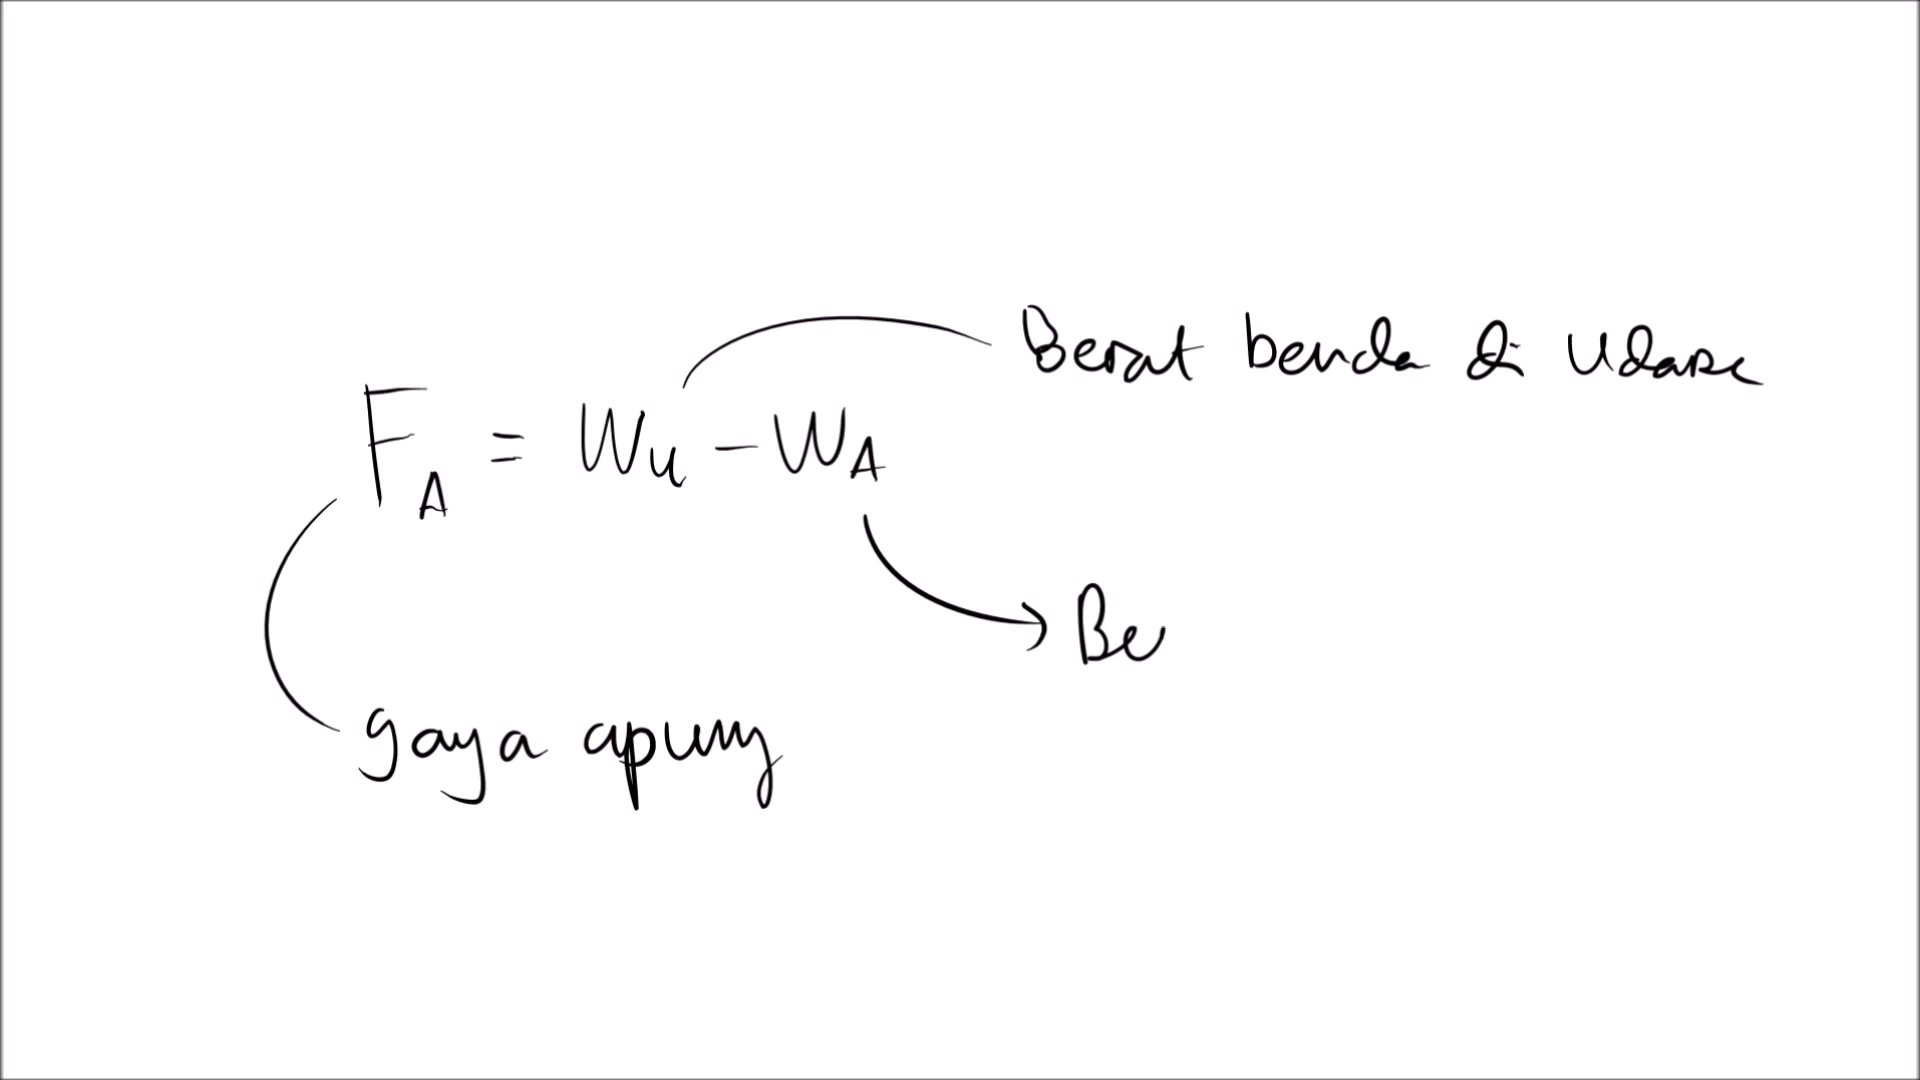 Berat benda di Udara
F_A = W_u - W_A
Be
gaya apung